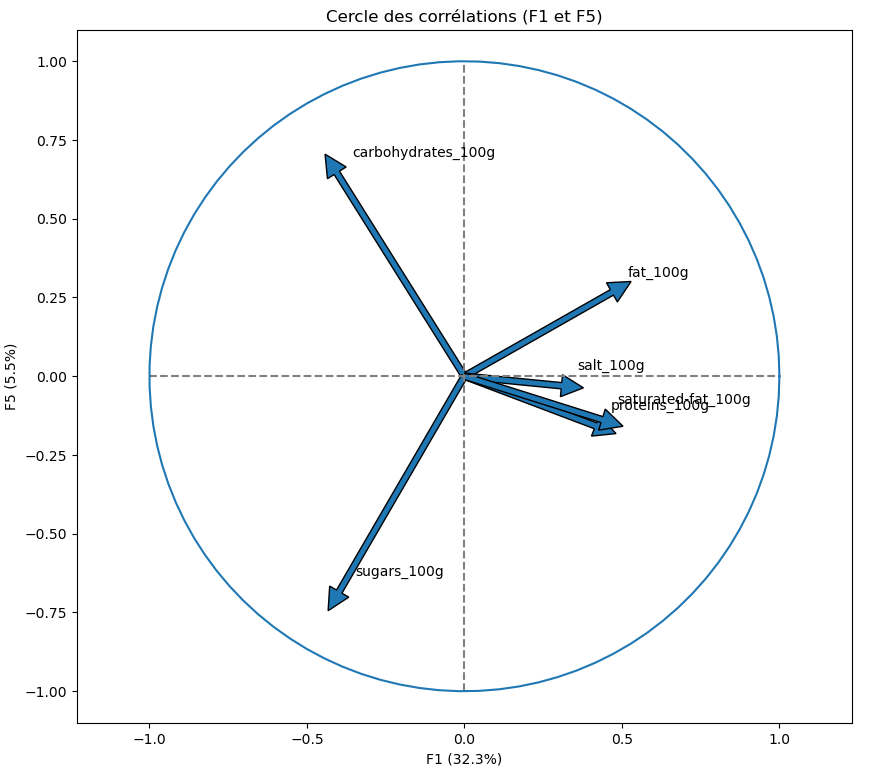 Cercle des corrélations (F1 et F5)
1.00
0.75
carbohydrates_100g
0.50
fat_100g
0.25
salt_100g
0.00
F5 (5.5%)
saturated-fat_100g
proteins_100g
−0.25
−0.50
sugars_100g
−0.75
−1.00
−1.0 −0.5 0.0 0.5 1.0
F1 (32.3%)